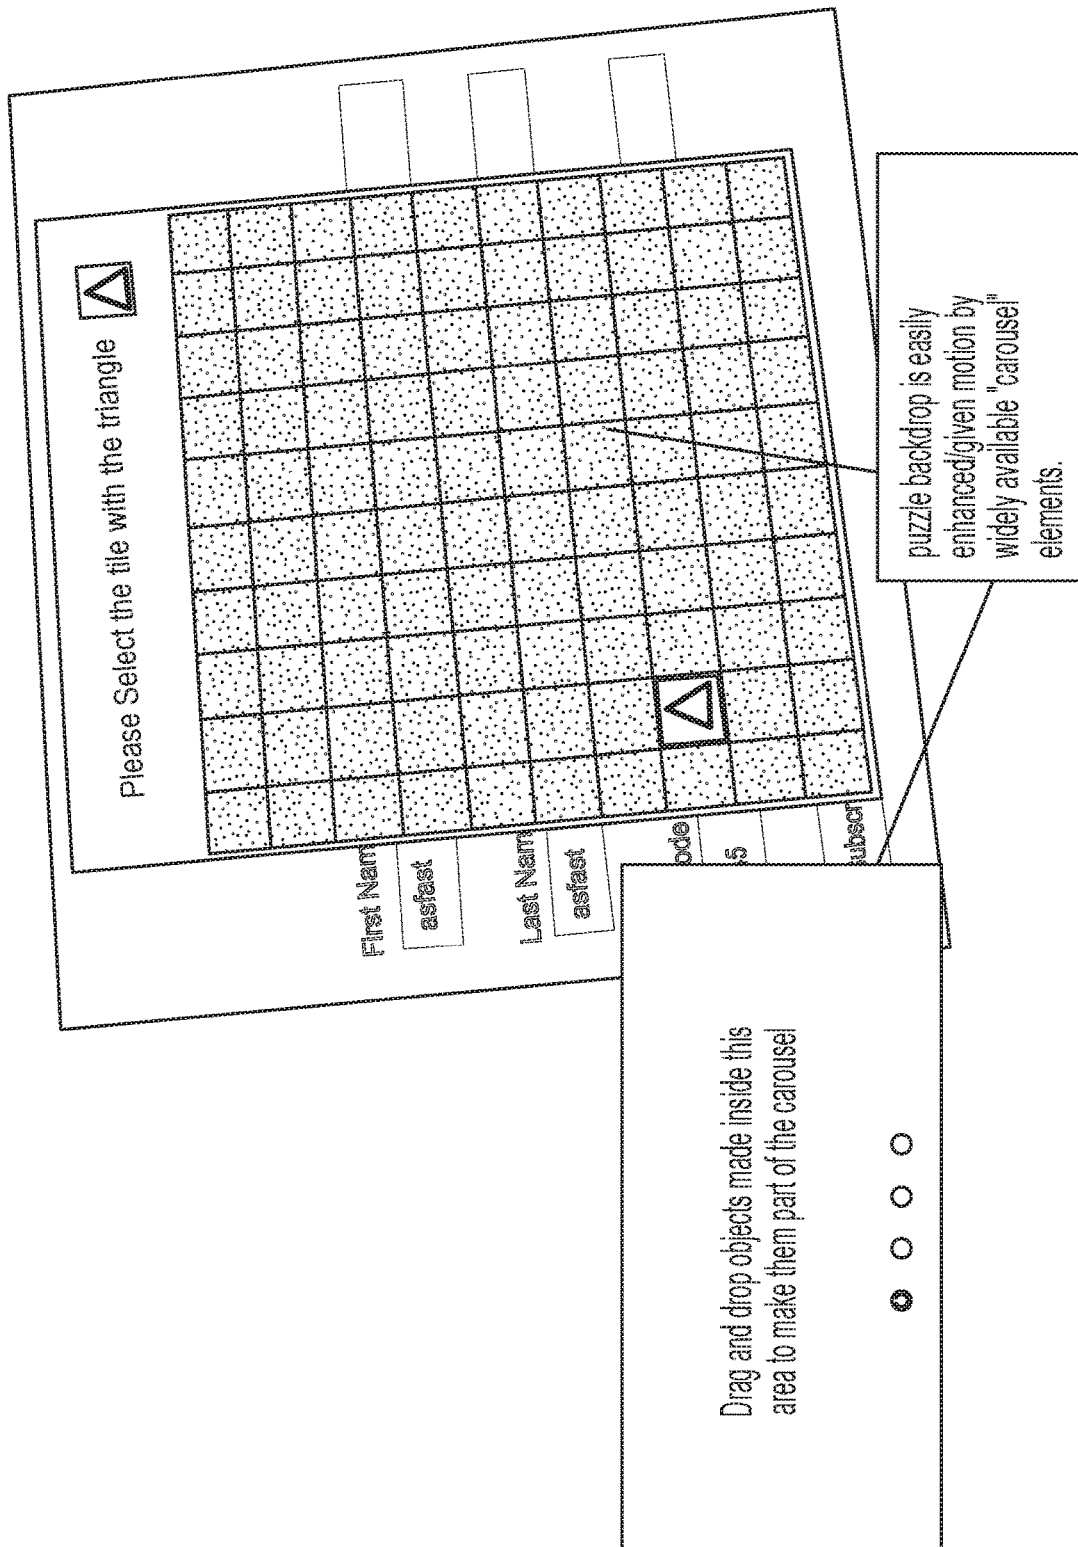 Please Select the tile with the triangle
First Nam
asfast
Last Nam
asfast
ode
45
ubscr
puzzle backdrop is easily
enhanced/given motion by
widely available "carousel"
elements.
Drag and drop objects made inside this
area to make them part of the carousel